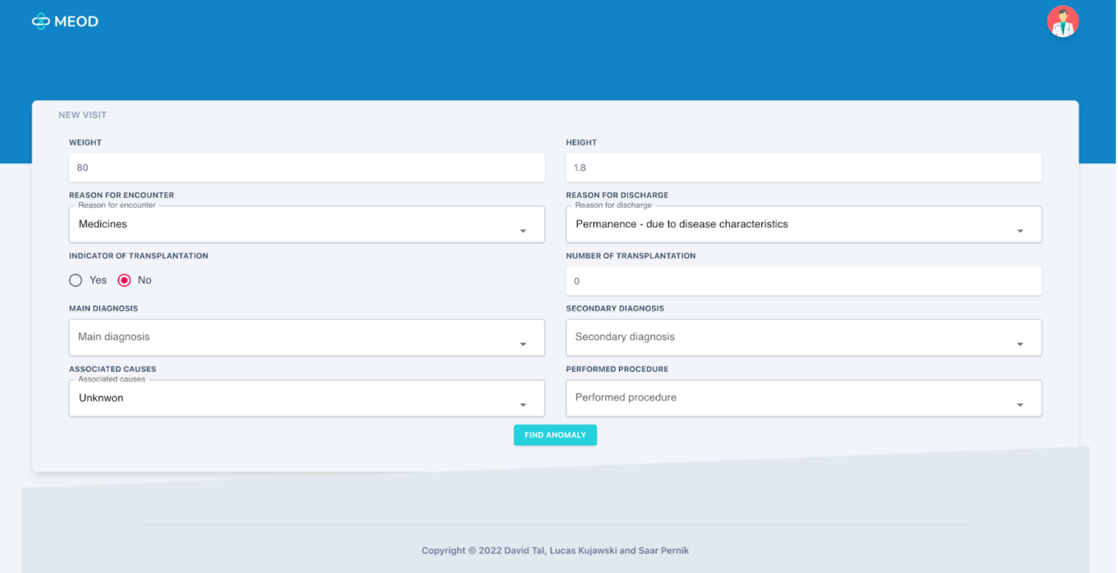 MEOD
NEW VISIT
WEIGHT
HEIGHT
80
1.8
REASON FOR ENCOUNTER
REASON FOR DISCHARGE
Reason for encounter
Reason for discharge
Medicines
Permanence - due to disease characteristics
INDICATOR OF TRANSPLANTATION
NUMBER OF TRANSPLANTATION
Yes No
0
MAIN DIAGNOSIS
SECONDARY DIAGNOSIS
Main diagnosis
Secondary diagnosis
ASSOCIATED CAUSES
PERFORMED PROCEDURE
Associated causes
Unknwon
Performed procedure
FIND ANOMALY
Copyright © 2022 David Tal, Lucas Kujawski and Saar Pernik